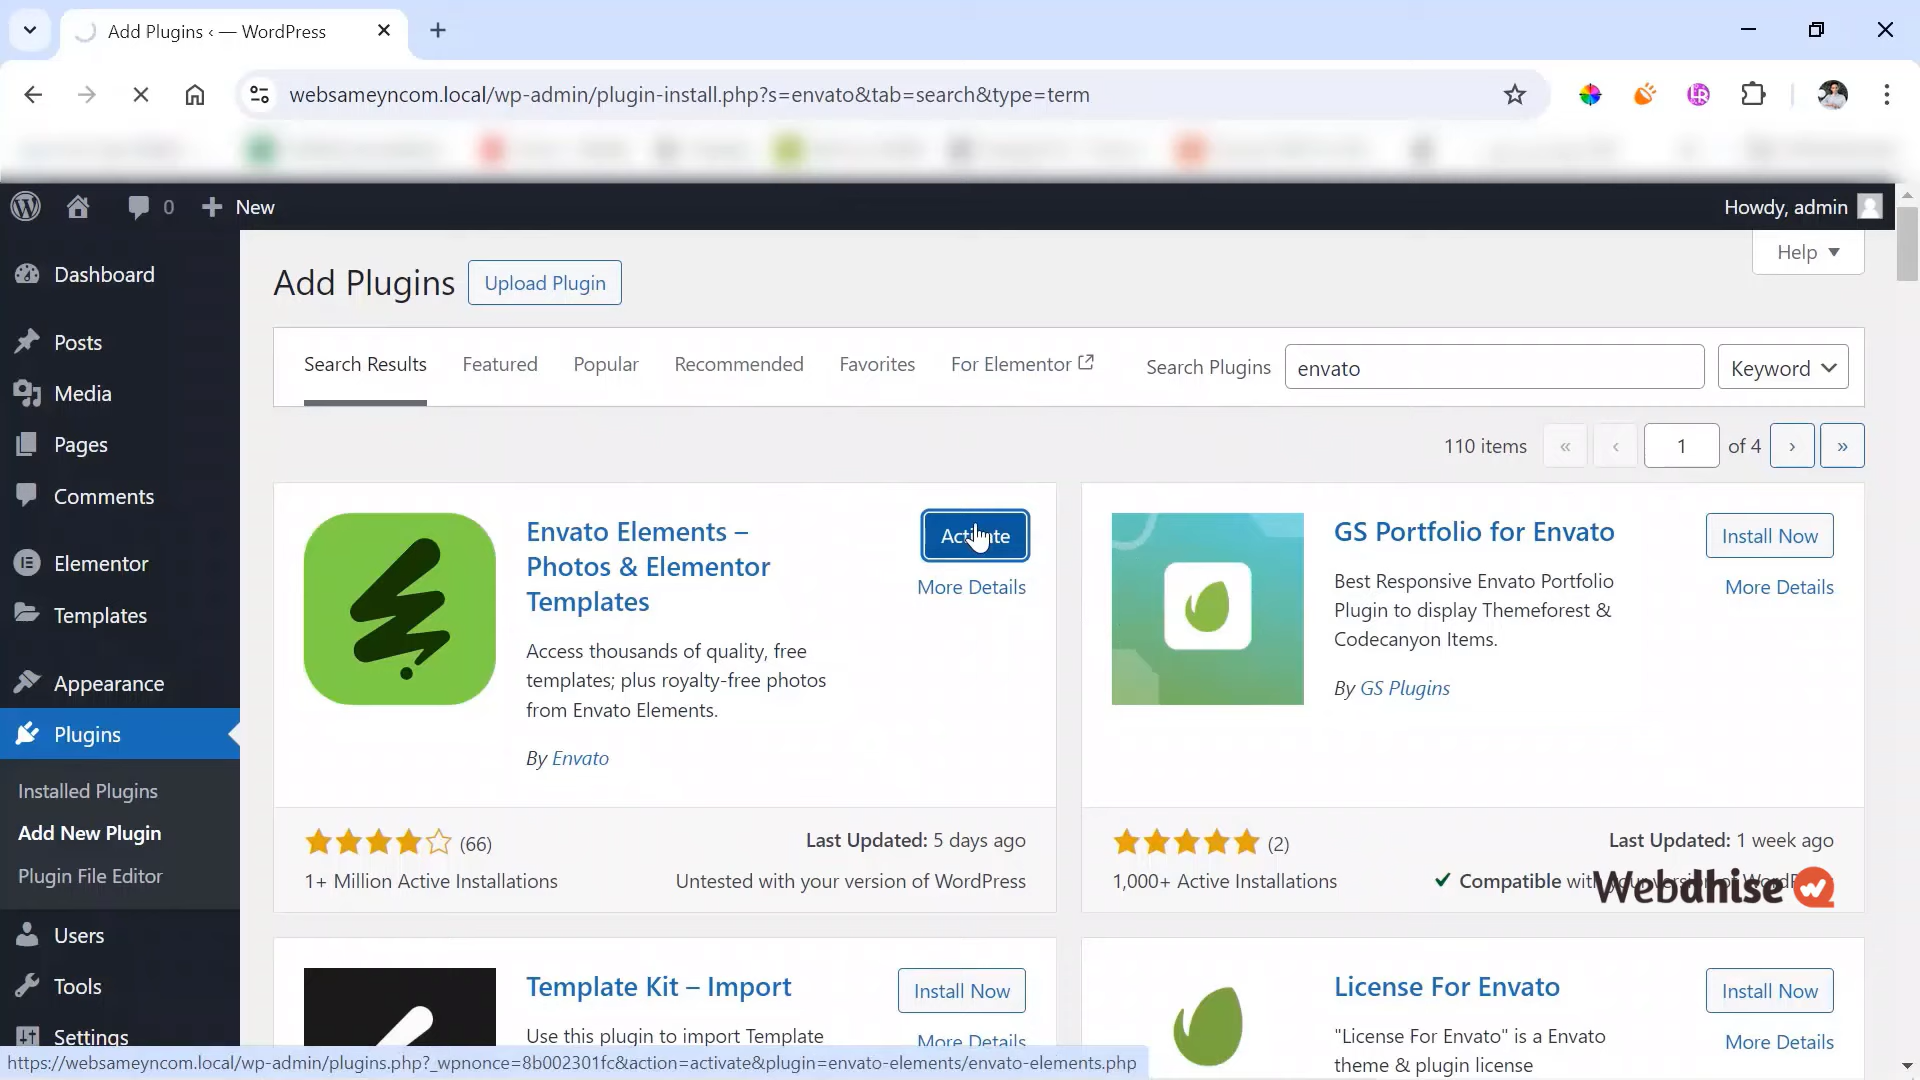 Add Plugins ‹ — WordPress
websameyncom.local/wp-admin/plugin-install.php?s=envato&tab=search&type=term
0
New
Howdy, admin
Dashboard
Posts
Media
Pages
Comments
Elementor
Templates
Appearance
Plugins
Installed Plugins
Add New Plugin
Plugin File Editor
Users
Tools
Settings
Help
Add Plugins
Upload Plugin
Search Results
Featured
Popular
Recommended
Favorites
For Elementor
Search Plugins
envato
Keyword
110 items
«
‹
1
of 4
›
»
Envato Elements –
Photos & Elementor
Templates
Activate
More Details
Access thousands of quality, free
templates; plus royalty-free photos
from Envato Elements.
By Envato
(66)
1+ Million Active Installations
Last Updated: 5 days ago
Untested with your version of WordPress
GS Portfolio for Envato
Install Now
More Details
Best Responsive Envato Portfolio
Plugin to display Themeforest &
Codecanyon Items.
By GS Plugins
(2)
1,000+ Active Installations
Last Updated: 1 week ago
Compatible with your version of WordP
Webdhise
Template Kit – Import
Install Now
More Details
Use this plugin to import Template
License For Envato
Install Now
More Details
"License For Envato" is a Envato
theme & plugin license
https://websameyncom.local/wp-admin/plugins.php?_wpnonce=8b002301fc&action=activate&plugin=envato-elements/envato-elements.php